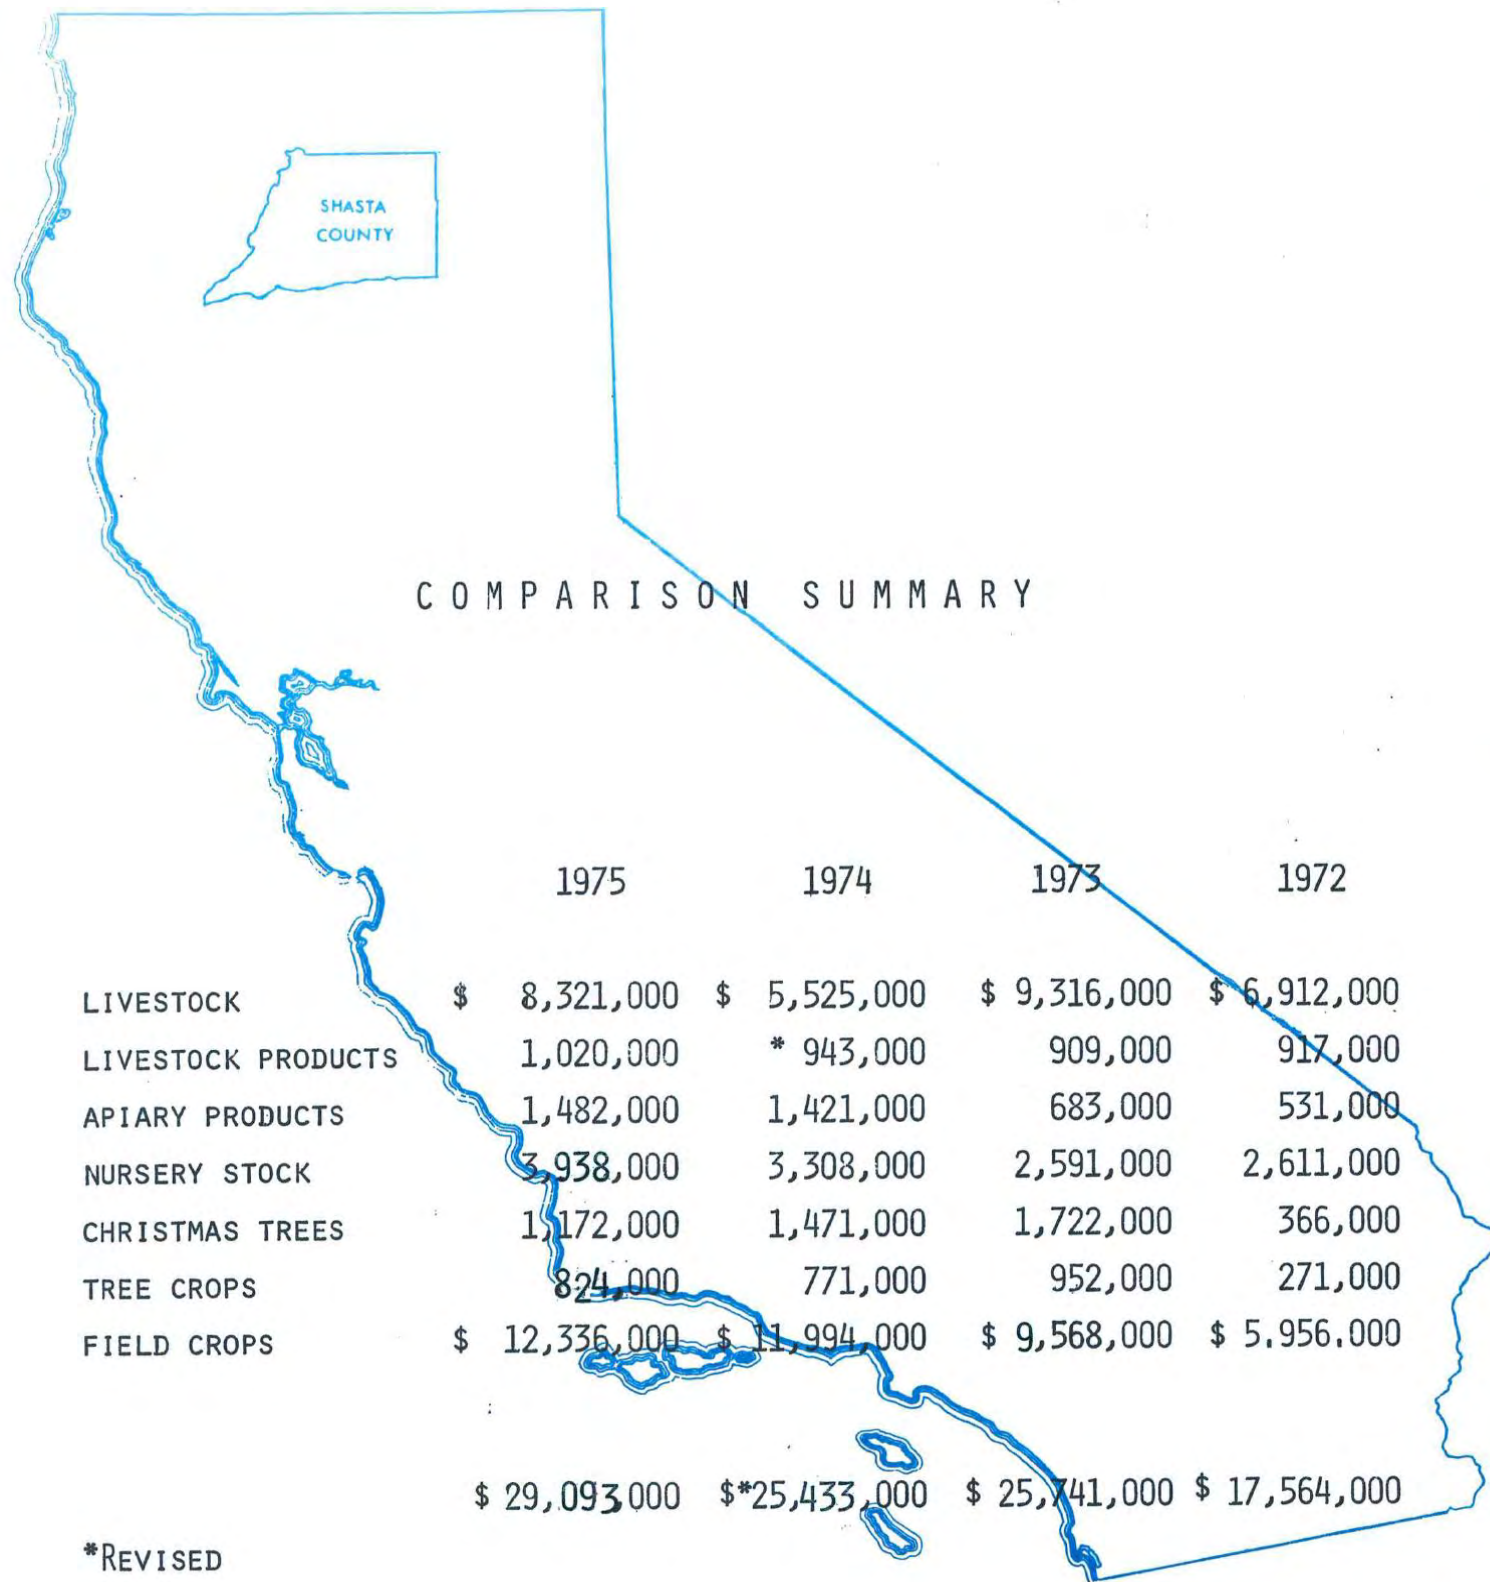 SHASTA
COUNTY
COMPARISON SUMMARY
1975 1974 1973 1972
LIVESTOCK $ 8,321,000 $ 5,525,000 $ 9,316,000 $ 6,912,000
LIVESTOCK PRODUCTS 1,020,000 * 943,000 909,000 917,000
APIARY PRODUCTS 1,482,000 1,421,000 683,000 531,000
NURSERY STOCK 3,938,000 3,308,000 2,591,000 2,611,000
CHRISTMAS TREES 1,172,000 1,471,000 1,722,000 366,000
TREE CROPS 824,000 771,000 952,000 271,000
FIELD CROPS $ 12,336,000 $ 11,994,000 $ 9,568,000 $ 5.956.000
$ 29,093,000 $*25,433,000 $ 25,741,000 $ 17,564,000
*REVISED